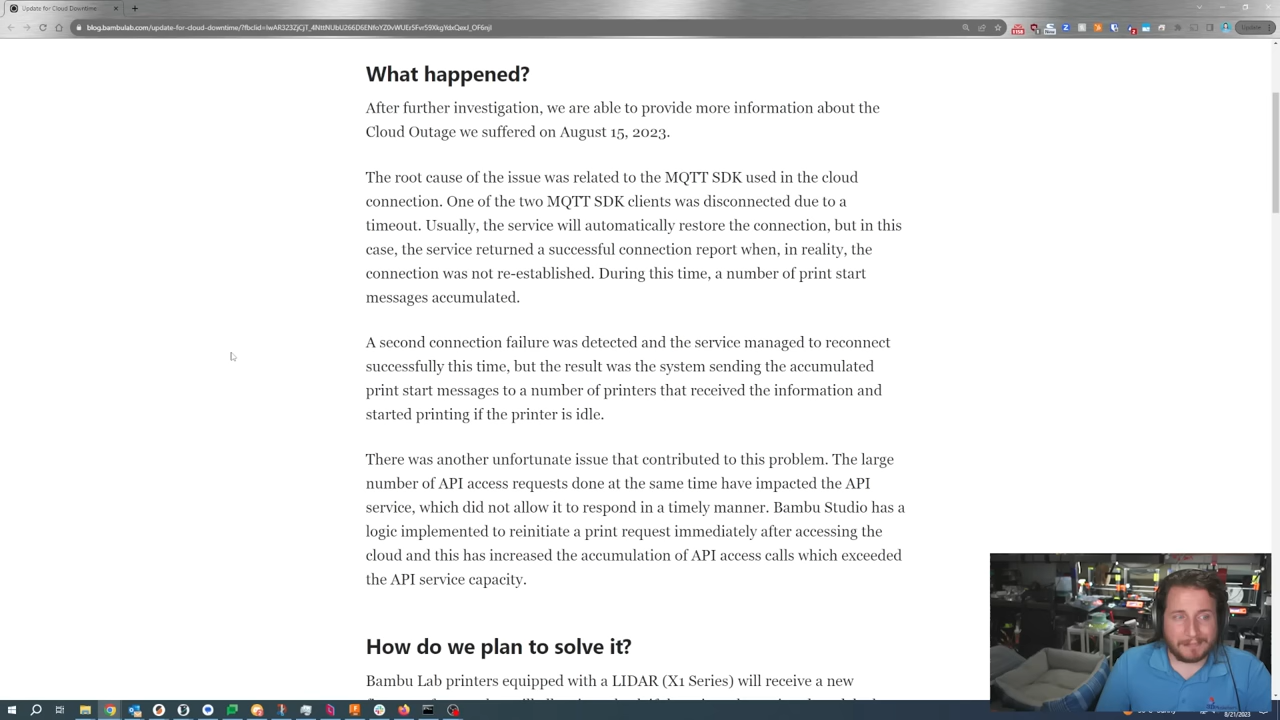 Update for Cloud Downtime
What happened?
After further investigation, we are able to provide more information about the
Cloud Outage we suffered on August 15, 2023.
The root cause of the issue was related to the MQTT SDK used in the cloud
connection. One of the two MQTT SDK clients was disconnected due to a
timeout. Usually, the service will automatically restore the connection, but in this
case, the service returned a successful connection report when, in reality, the
connection was not re-established. During this time, a number of print start
messages accumulated.
A second connection failure was detected and the service managed to reconnect
successfully this time, but the result was the system sending the accumulated
print start messages to a number of printers that received the information and
started printing if the printer is idle.
There was another unfortunate issue that contributed to this problem. The large
number of API access requests done at the same time have impacted the API
service, which did not allow it to respond in a timely manner. Bambu Studio has a
logic implemented to reinitiate a print request immediately after accessing the
cloud and this has increased the accumulation of API access calls which exceeded
the API service capacity.
How do we plan to solve it?
Bambu Lab printers equipped with a LIDAR (X1 Series) will receive a new
8/21/2023